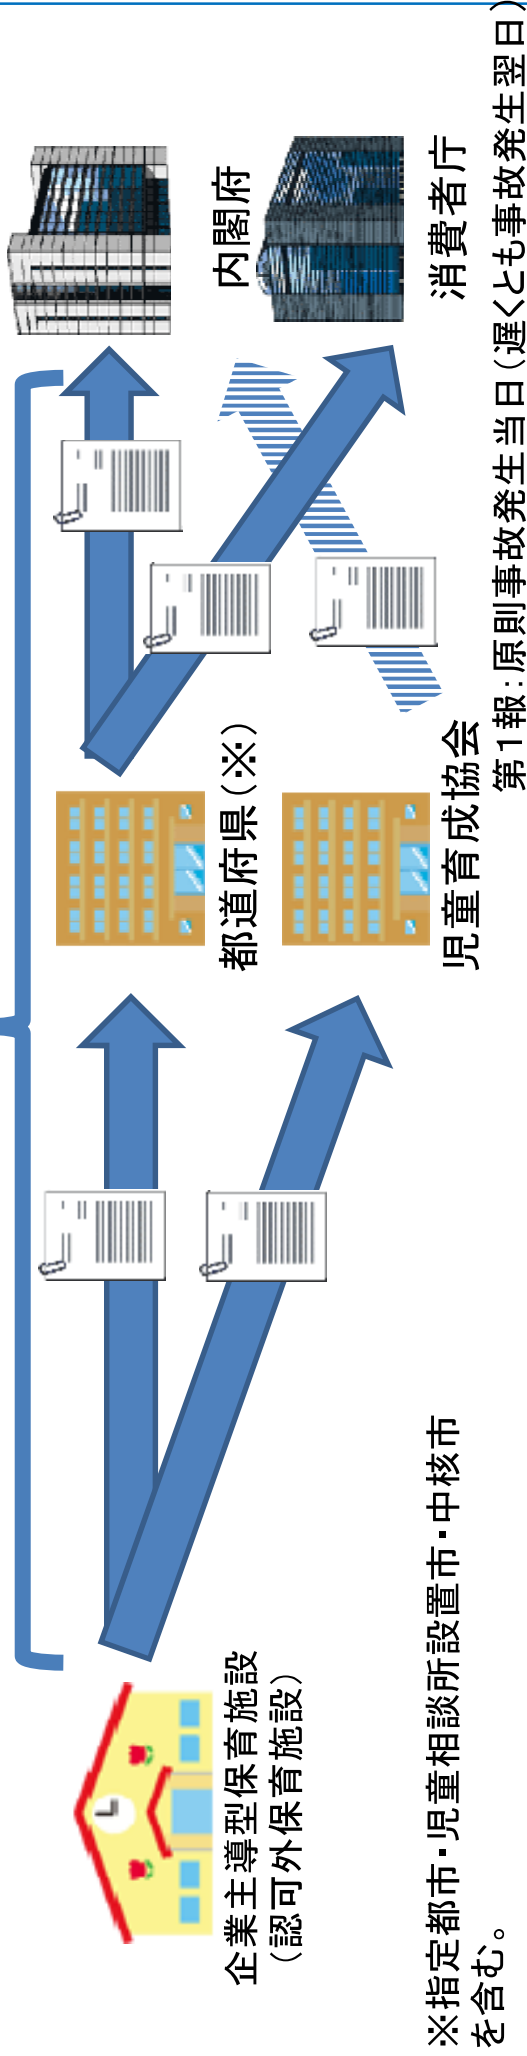 企業主導型保育施設
（認可外保育施設）
都道府県（※）
児童育成協会
内閣府
消費者庁
第１報：原則事故発生当日（遅くとも事故発生翌日）
※指定都市・児童相談所設置市・中核市
を含む。